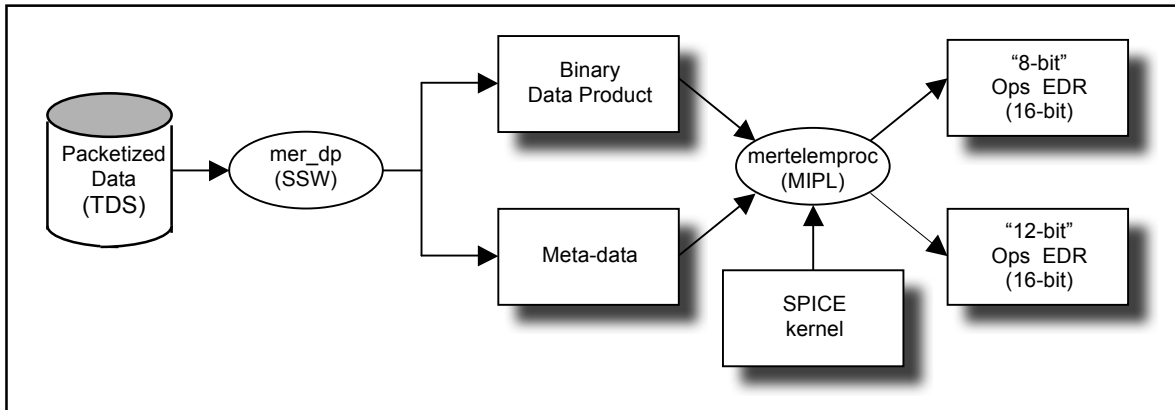 Packetized
Data
(TDS)
mer_dp
(SSW)
Binary
Data Product
Meta-data
mertelemproc
(MIPL)
SPICE
kernel
“8-bit”
Ops EDR
(16-bit)
“12-bit”
Ops EDR
(16-bit)